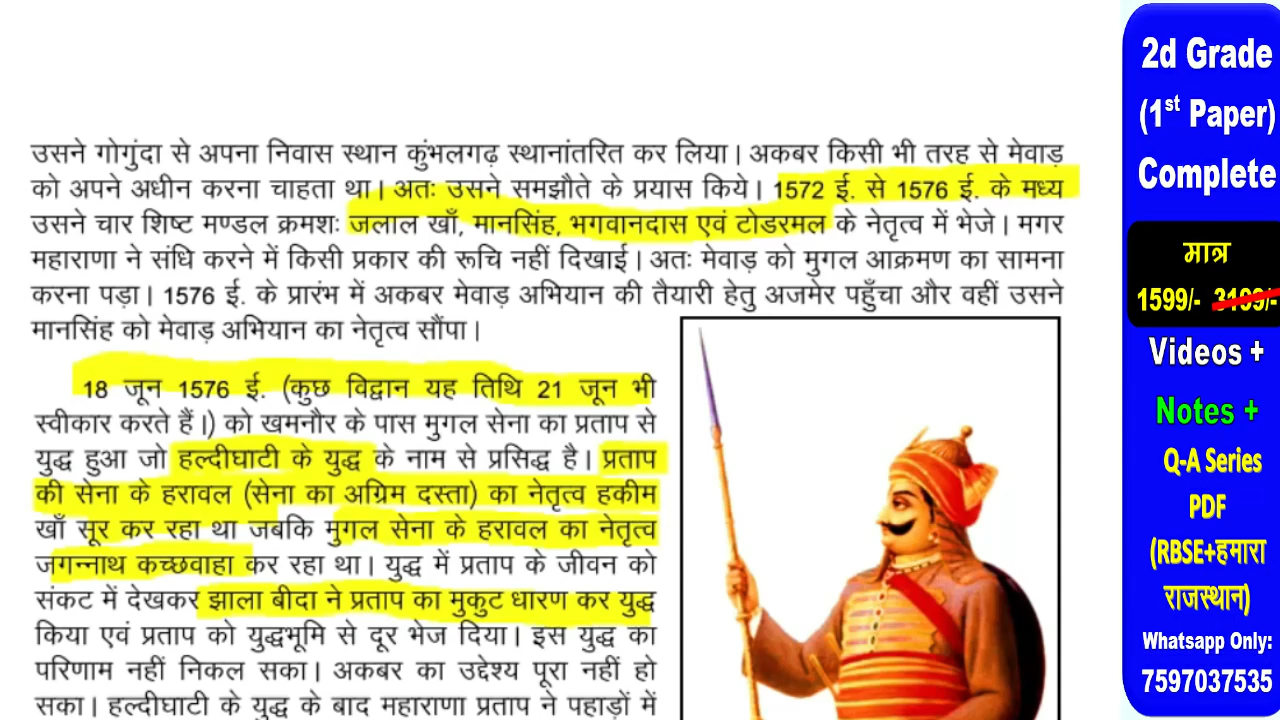 उसने गोगुंदा से अपना निवास स्थान कुंभलगढ़ स्थानांतरित कर लिया। अकबर किसी भी तरह से मेवाड़
को अपने अधीन करना चाहता था। अतः उसने समझौते के प्रयास किये। 1572 ई. से 1576 ई. के मध्य
उसने चार शिष्ट मण्डल क्रमशः जलाल खाँ, मानसिंह, भगवानदास एवं टोडरमल के नेतृत्व में भेजे। मगर
महाराणा ने संधि करने में किसी प्रकार की रूचि नहीं दिखाई। अतः मेवाड़ को मुगल आक्रमण का सामना
करना पड़ा। 1576 ई. के प्रारंभ में अकबर मेवाड़ अभियान की तैयारी हेतु अजमेर पहुँचा और वहीं उसने
मानसिंह को मेवाड़ अभियान का नेतृत्व सौंपा।
18 जून 1576 ई. (कुछ विद्वान यह तिथि 21 जून भी
स्वीकार करते हैं।) को खमनौर के पास मुगल सेना का प्रताप से
युद्ध हुआ जो हल्दीघाटी के युद्ध के नाम से प्रसिद्ध है। प्रताप
की सेना के हरावल (सेना का अग्रिम दस्ता) का नेतृत्व हकीम
खाँ सूर कर रहा था जबकि मुगल सेना के हरावल का नेतृत्व
जगन्नाथ कच्छवाहा कर रहा था। युद्ध में प्रताप के जीवन को
संकट में देखकर झाला बीदा ने प्रताप का मुकुट धारण कर युद्ध
किया एवं प्रताप को युद्धभूमि से दूर भेज दिया। इस युद्ध का
परिणाम नहीं निकल सका। अकबर का उद्देश्य पूरा नहीं हो
सका। हल्दीघाटी के युद्ध के बाद महाराणा प्रताप ने पहाड़ों में
2d Grade
(1st Paper)
Complete
मात्र
1599/- 3199/-
Videos +
Notes +
Q-A Series
PDF
(RBSE+हमारा
राजस्थान)
Whatsapp Only:
7597037535